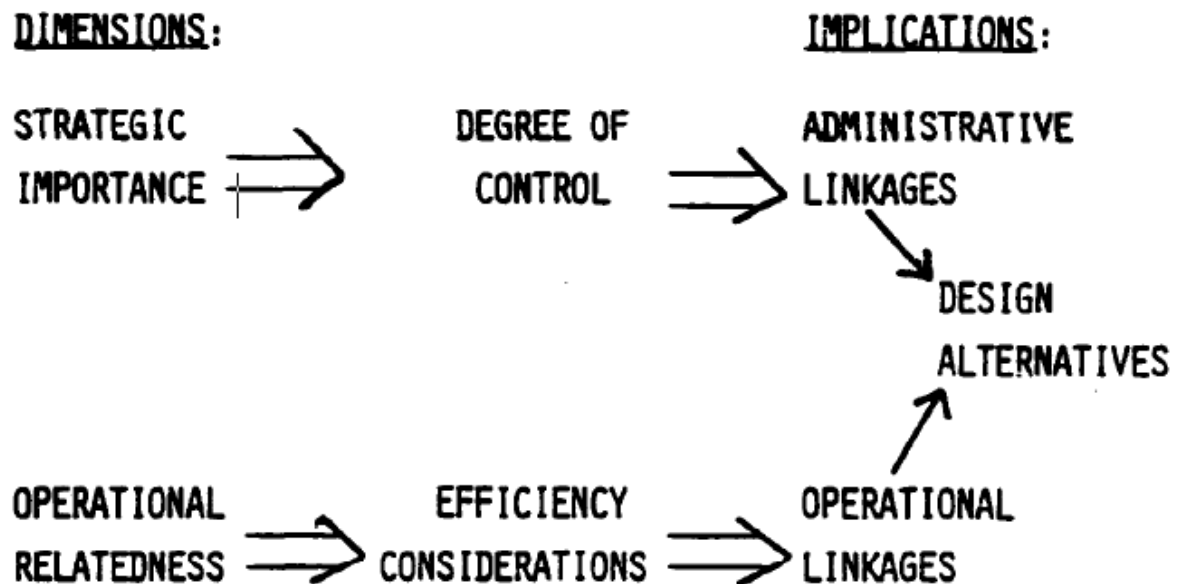 DIMENSIONS:
IMPLICATIONS:
STRATEGIC
IMPORTANCE
DEGREE OF
CONTROL
ADMINISTRATIVE
LINKAGES
DESIGN
ALTERNATIVES
OPERATIONAL
RELATEDNESS
EFFICIENCY
CONSIDERATIONS
OPERATIONAL
LINKAGES